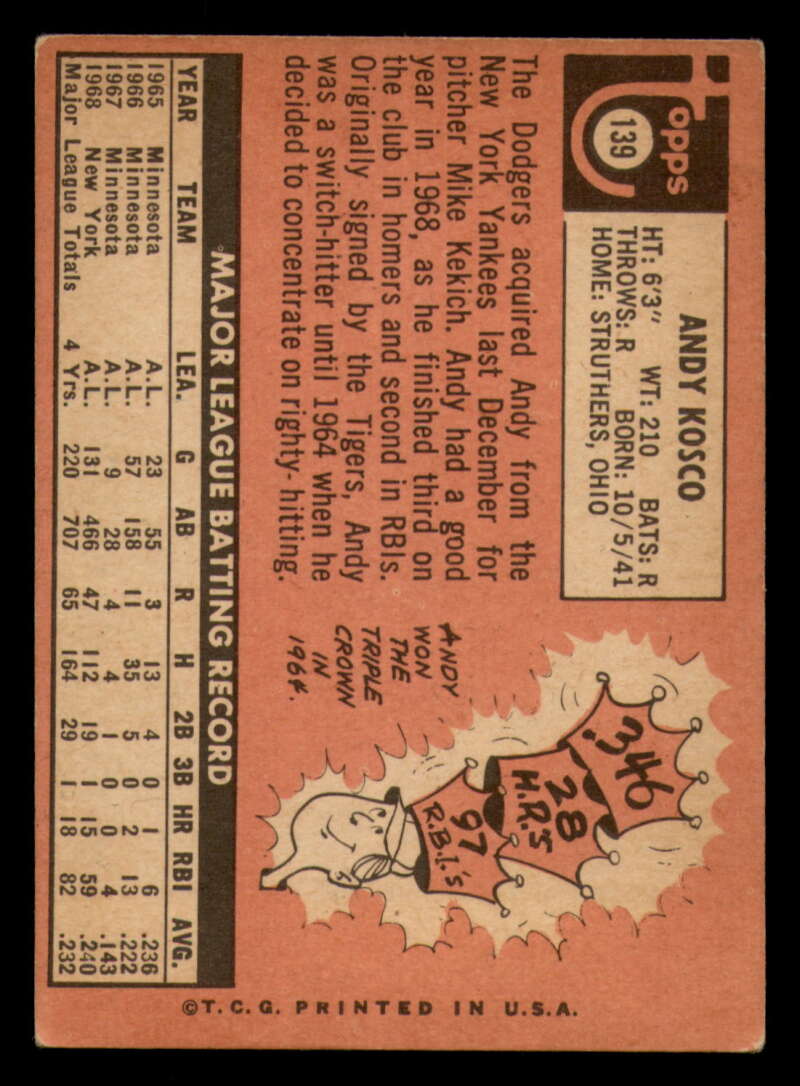 Topps
139
ANDY KOSCO
HT: 6'3" WT: 210 BATS: R
THROWS: R BORN: 10/5/41
HOME: STRUTHERS, OHIO
The Dodgers acquired Andy from the
New York Yankees last December for
pitcher Mike Kekich. Andy had a good
year in 1968, as he finished third on
the club in homers and second in RBIs.
Originally signed by the Tigers, Andy
was a switch-hitter until 1964 when he
decided to concentrate on righty-hitting.
ANDY
WON
THE
TRIPLE
CROWN
IN
1964.
.346
28
H.R.'S
97
R.B.I.'s
MAJOR LEAGUE BATTING RECORD
YEAR TEAM LEA. G AB R H 2B 3B HR RBI AVG.
1965 Minnesota A.L. 23 55 3 13 4 0 1 6 .236
1966 Minnesota A.L. 57 158 11 35 5 0 2 13 .222
1967 Minnesota A.L. 9 28 4 4 1 0 0 4 .143
1968 New York A.L. 131 466 47 112 19 1 15 59 .240
Major League Totals 4 Yrs. 220 707 65 164 29 1 18 82 .232
©T.C.G. PRINTED IN U.S.A.